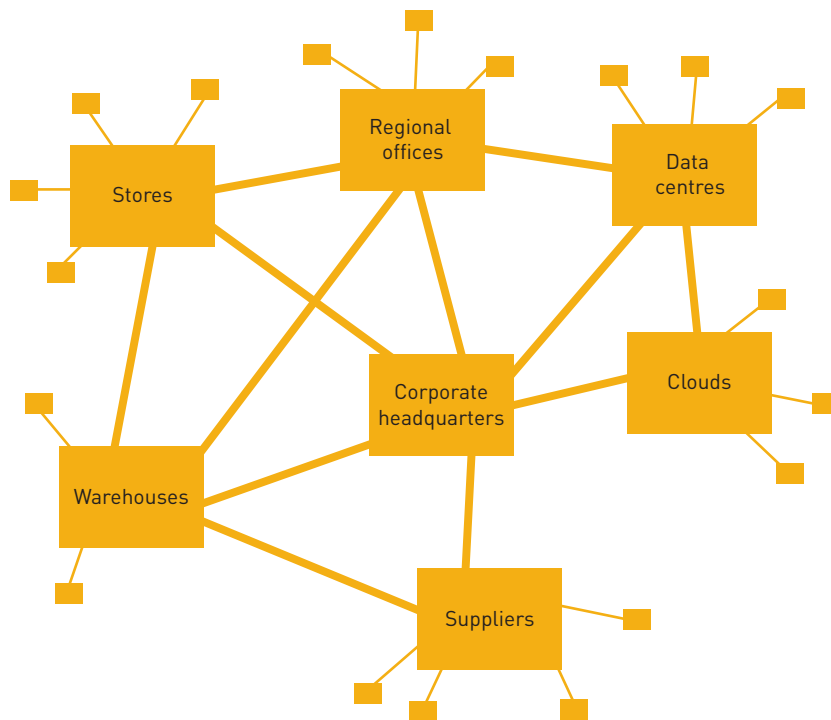 Regional
offices
Data
centres
Stores
Clouds
Corporate
headquarters
Warehouses
Suppliers